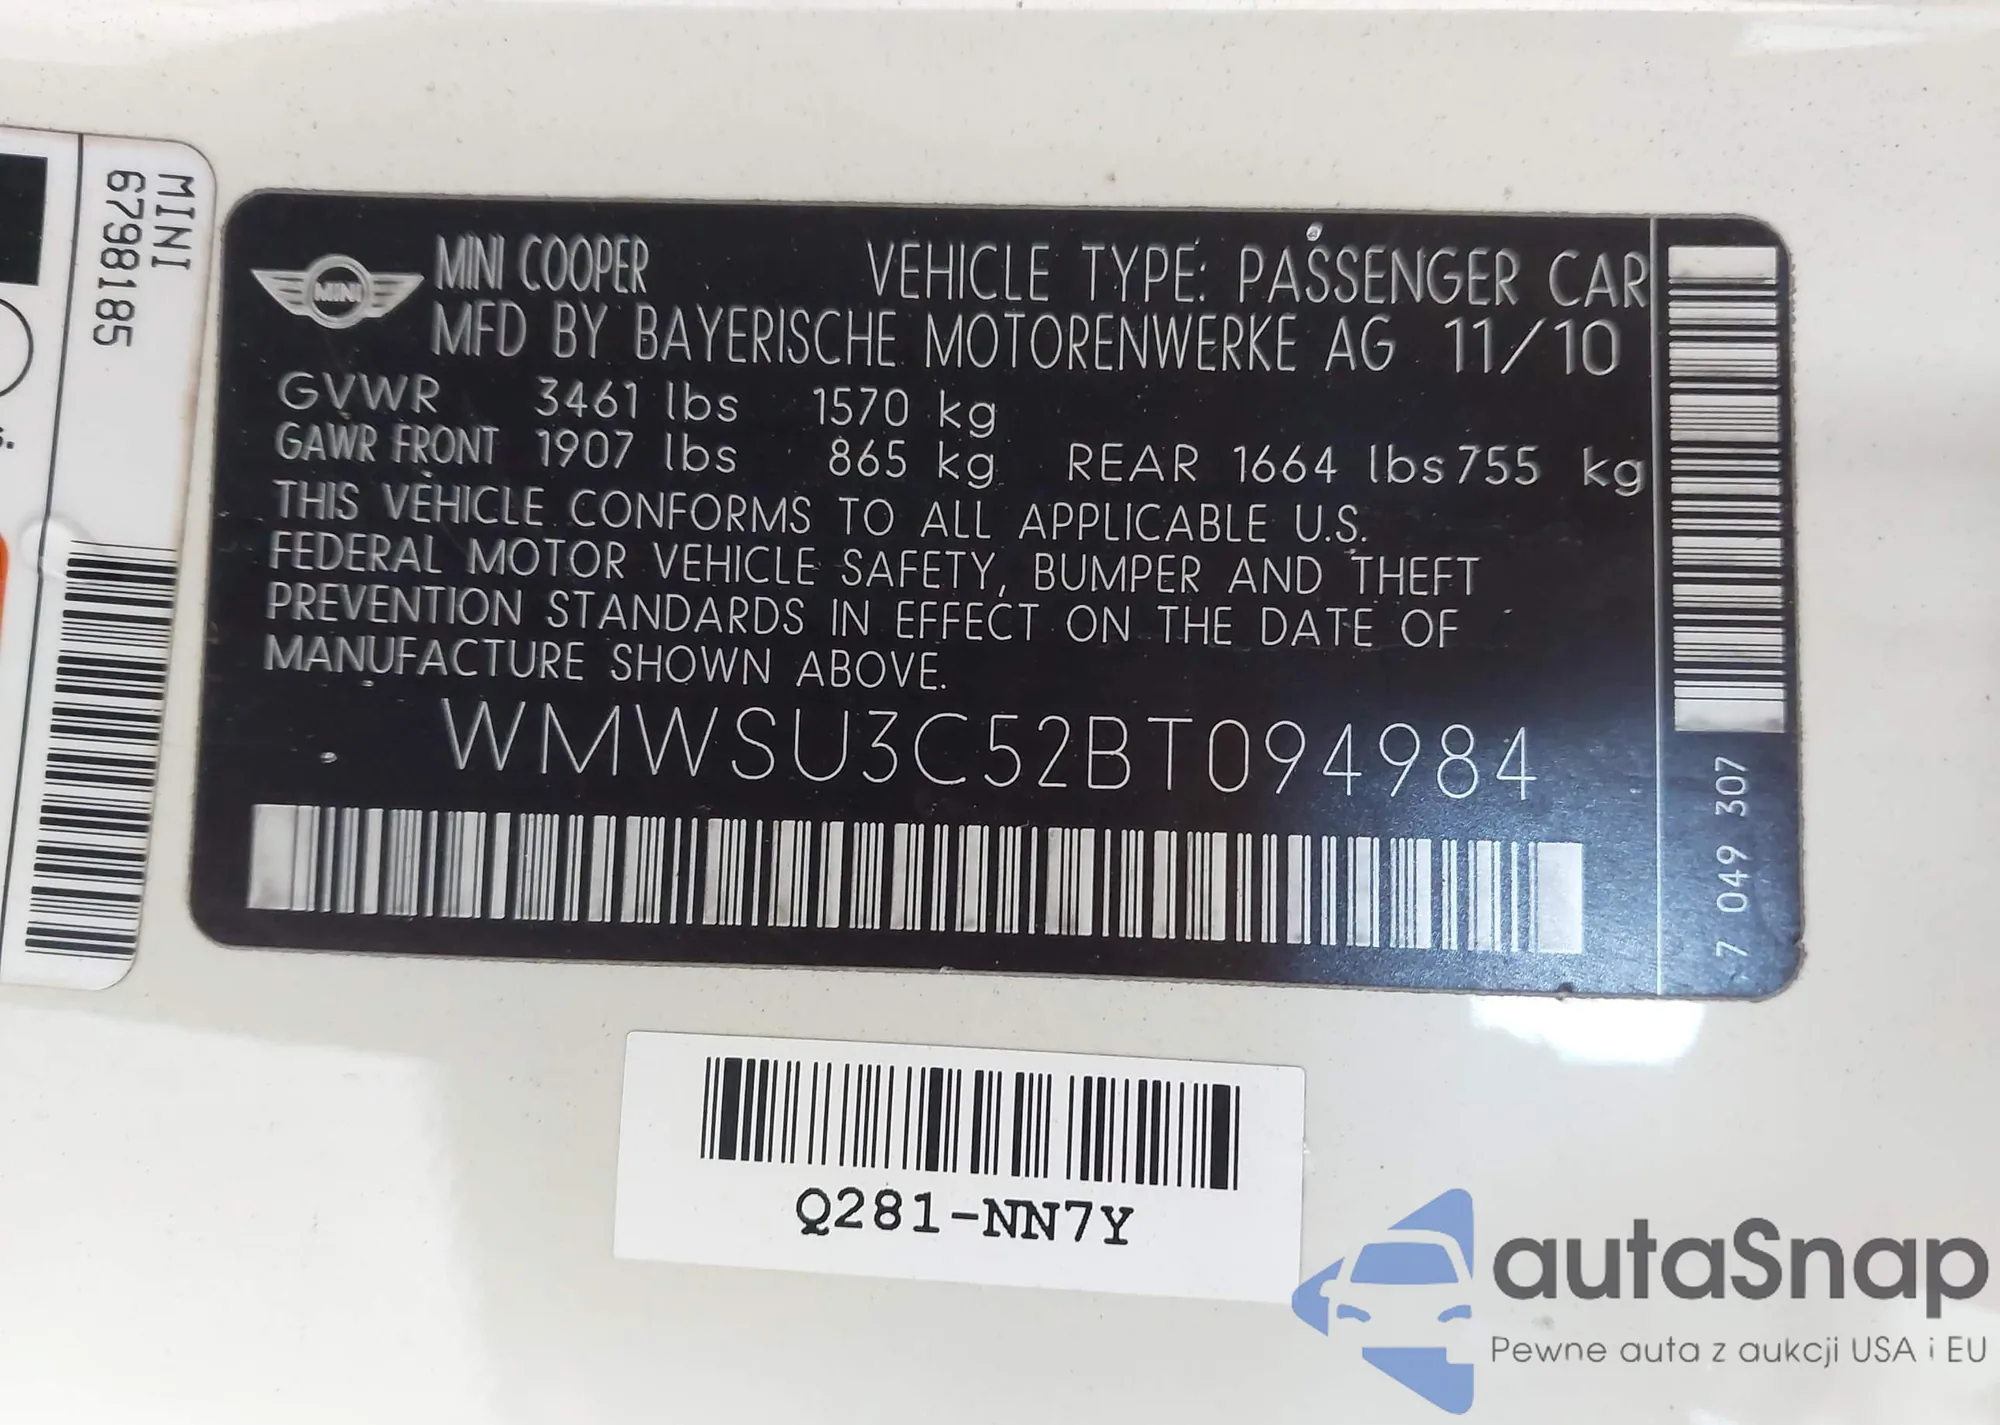 MINI
6798185
MINI
MINI COOPER VEHICLE TYPE: PASSENGER CAR
MFD BY BAYERISCHE MOTORENWERKE AG 11/10
GVWR 3461 lbs 1570 kg
GAWR FRONT 1907 lbs 865 kg REAR 1664 lbs 755 kg
THIS VEHICLE CONFORMS TO ALL APPLICABLE U.S.
FEDERAL MOTOR VEHICLE SAFETY, BUMPER AND THEFT
PREVENTION STANDARDS IN EFFECT ON THE DATE OF
MANUFACTURE SHOWN ABOVE.
WMWSU3C52BT094984
7 049 307
Q281-NN7Y
autaSnap
Pewne auta z aukcji USA i EU